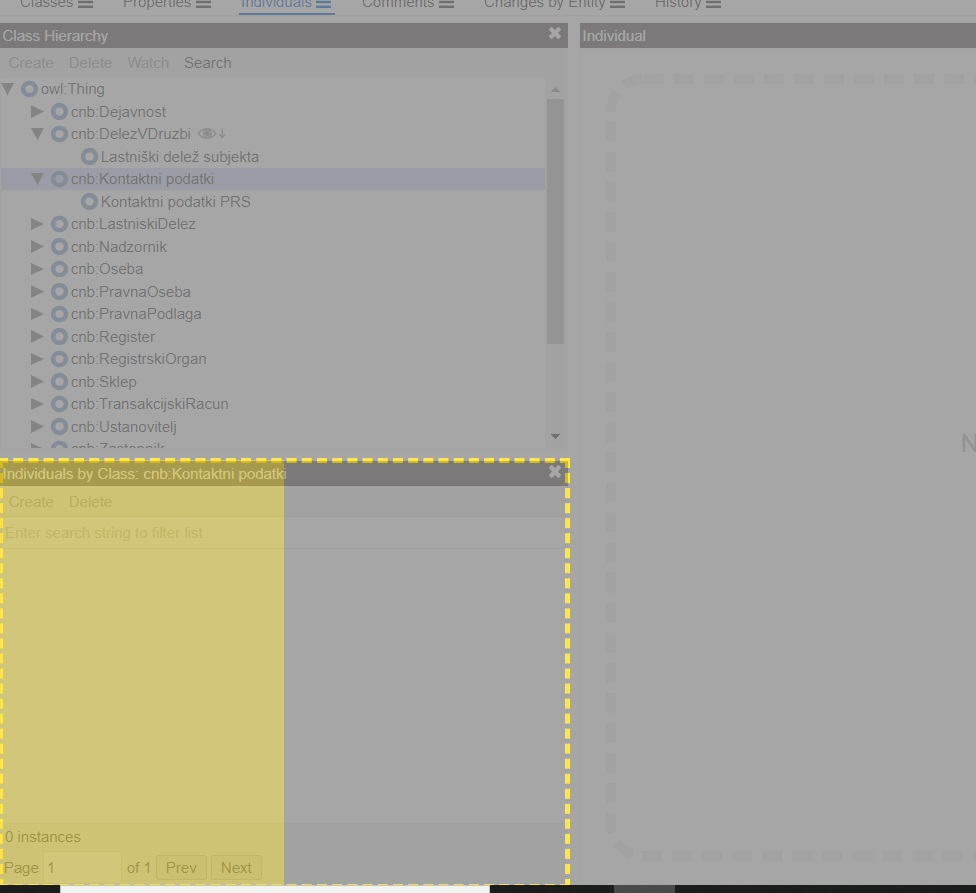 Classes Properties Individuals Comments Changes by Entity History
Class Hierarchy
Create Delete Watch Search
owl:Thing
cnb:Dejavnost
cnb:DelezVDruzbi
Lastniški delež subjekta
cnb:Kontaktni podatki
Kontaktni podatki PRS
cnb:LastniskiDelez
cnb:Nadzornik
cnb:Oseba
cnb:PravnaOseba
cnb:PravnaPodlaga
cnb:Register
cnb:RegistrskiOrgan
cnb:Sklep
cnb:TransakcijskiRacun
cnb:Ustanovitelj
cnb:Zastopnik
Individuals by Class: cnb:Kontaktni podatki
Create Delete
Enter search string to filter list
0 instances
Page 1 of 1 Prev Next
Individual
N